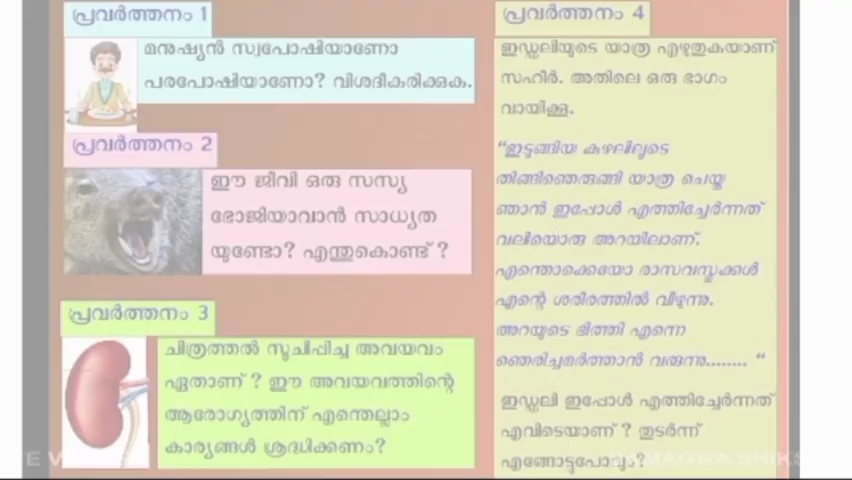 പ്രവർത്തനം 1
മനുഷ്യൻ സ്വപോഷിയാണോ
പരപോഷിയാണോ? വിശദീകരിക്കുക.
പ്രവർത്തനം 2
ഈ ജീവി ഒരു സസ്യ
ഭോജിയാവാൻ സാധ്യത
യുണ്ടോ? എന്തുകൊണ്ട് ?
പ്രവർത്തനം 3
ചിത്രത്തൽ സൂചിപ്പിച്ച അവയവം
ഏതാണ് ? ഈ അവയവത്തിന്റെ
ആരോഗ്യത്തിന് എന്തെല്ലാം
കാര്യങ്ങൾ ശ്രദ്ധിക്കണം?
പ്രവർത്തനം 4
ഇഡ്ഡലിയുടെ യാത്ര എഴുതുകയാണ്
സഹീർ. അതിലെ ഒരു ഭാഗം
വായിക്കൂ.
“ഇടുങ്ങിയ കുഴലിലൂടെ
തിങ്ങിഞെരുങ്ങി യാത്ര ചെയ്ത
ഞാൻ ഇപ്പോൾ എത്തിച്ചേർന്നത്
വലിയൊരു അറയിലാണ്.
എന്തൊക്കെയോ രാസവസ്തുക്കൾ
എന്റെ ശരീരത്തിൽ വീഴുന്നു.
അറയുടെ ഭിത്തി എന്നെ
ഞെരിച്ചമർത്താൻ വരുന്നു........ “
ഇഡ്ഡലി ഇപ്പോൾ എത്തിച്ചേർന്നത്
എവിടെയാണ് ? തുടർന്ന്
എങ്ങോട്ടുപോവും?